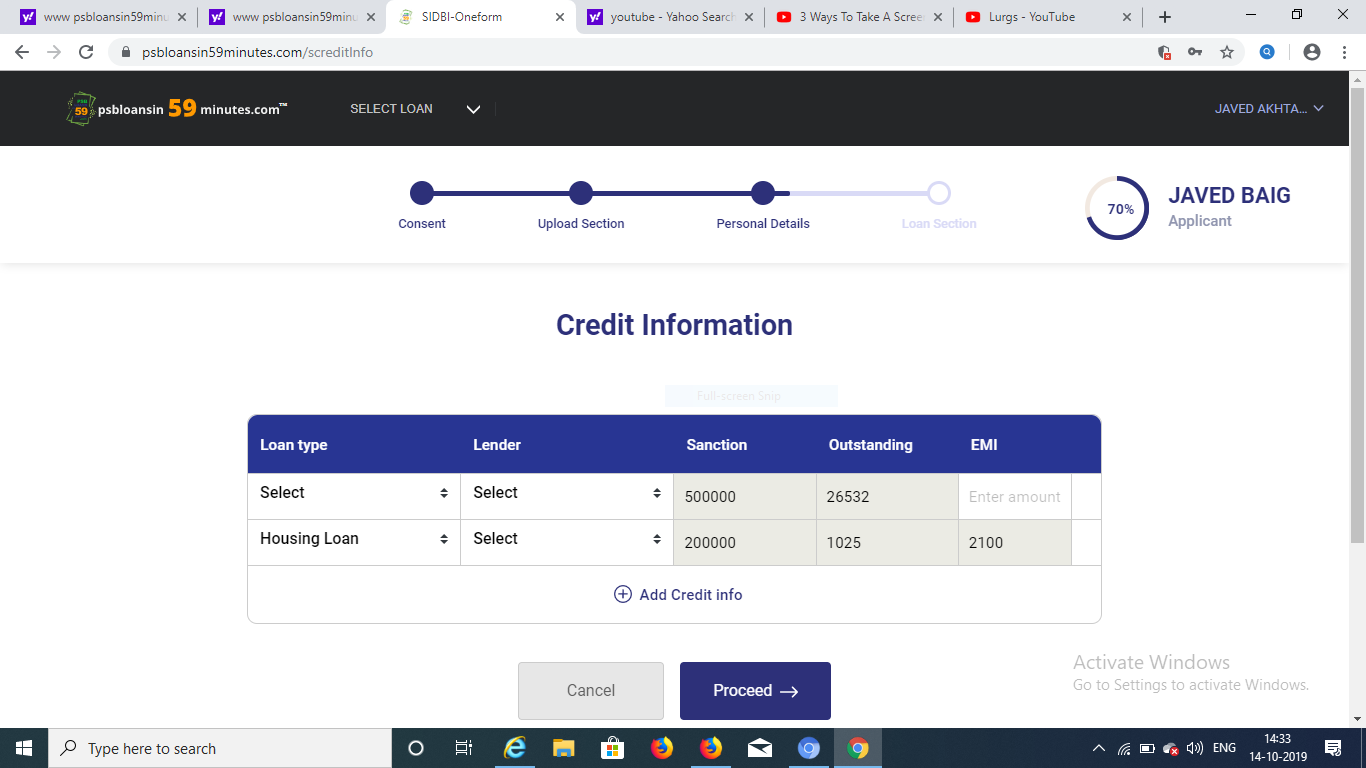 www psbloansin59minu
www psbloansin59minu
SIDBI-Oneform
youtube - Yahoo Search
3 Ways To Take A Scree
Lurgs - YouTube
psbloansin59minutes.com/screditInfo
PSB 59 psbloansin 59 minutes.com™
SELECT LOAN
JAVED AKHTA...
Consent
Upload Section
Personal Details
Loan Section
70%
JAVED BAIG
Applicant
Credit Information
Full-screen Snip
Loan type Lender Sanction Outstanding EMI
Select Select 500000 26532 Enter amount
Housing Loan Select 200000 1025 2100
Add Credit info
Cancel
Proceed
Activate Windows
Go to Settings to activate Windows.
Type here to search
ENG
14:33
14-10-2019